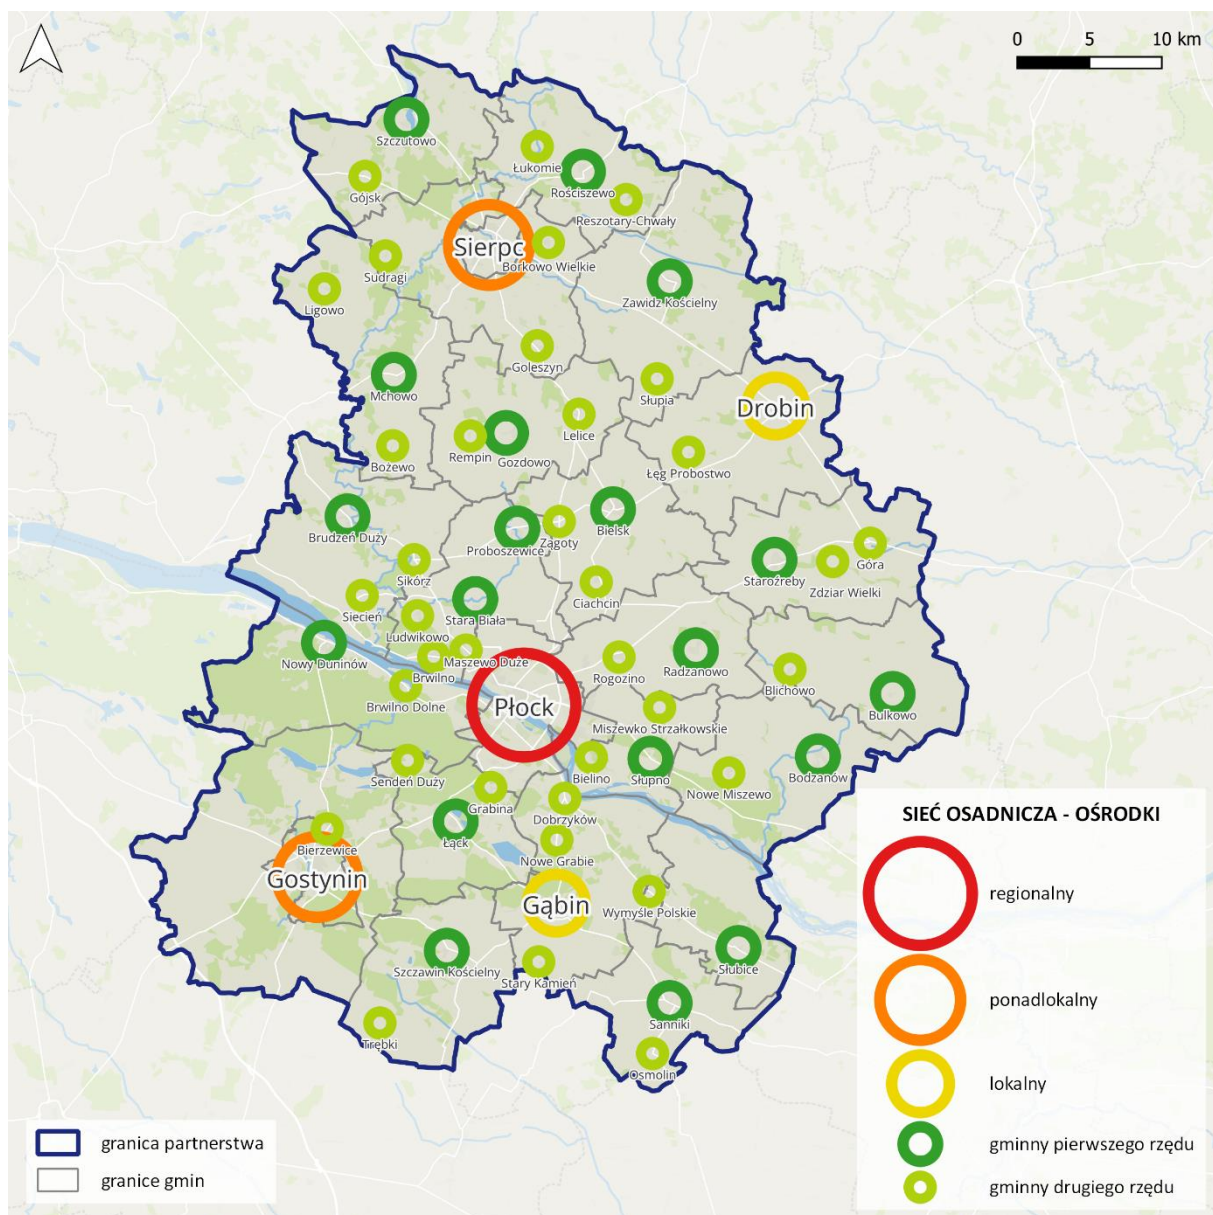 0 5 10 km
Szczutowo
Łukomie
Rościszewo
Gójsk
Reszotary-Chwały
Sierpc
Borkowo Wielkie
Sudragi
Ligowo
Zawidz Kościelny
Goleszyn
Mchowo
Słupia
Drobin
Lelice
Rempin
Gozdowo
Bożewo
Łęg Probostwo
Brudzeń Duży
Proboszewice
Zągoty
Bielsk
Góra
Sikórz
Staroźreby
Zdziar Wielki
Ciachcin
Siecień
Stara Biała
Ludwikowo
Nowy Duninów
Maszewo Duże
Brwilno
Rogozino
Radzanowo
Blichowo
Brwilno Dolne
Płock
Bulkowo
Miszewko Strzałkowskie
Sendeń Duży
Bielino
Słupno
Bodzanów
Nowe Miszewo
Grabina
Dobrzyków
Łąck
Bierzewice
Nowe Grabie
Gostynin
Gąbin
Wymyśle Polskie
Szczawin Kościelny
Słubice
Stary Kamień
Sanniki
Trębki
Osmolin
SIEĆ OSADNICZA - OŚRODKI
regionalny
ponadlokalny
lokalny
gminny pierwszego rzędu
gminny drugiego rzędu
granica partnerstwa
granice gmin